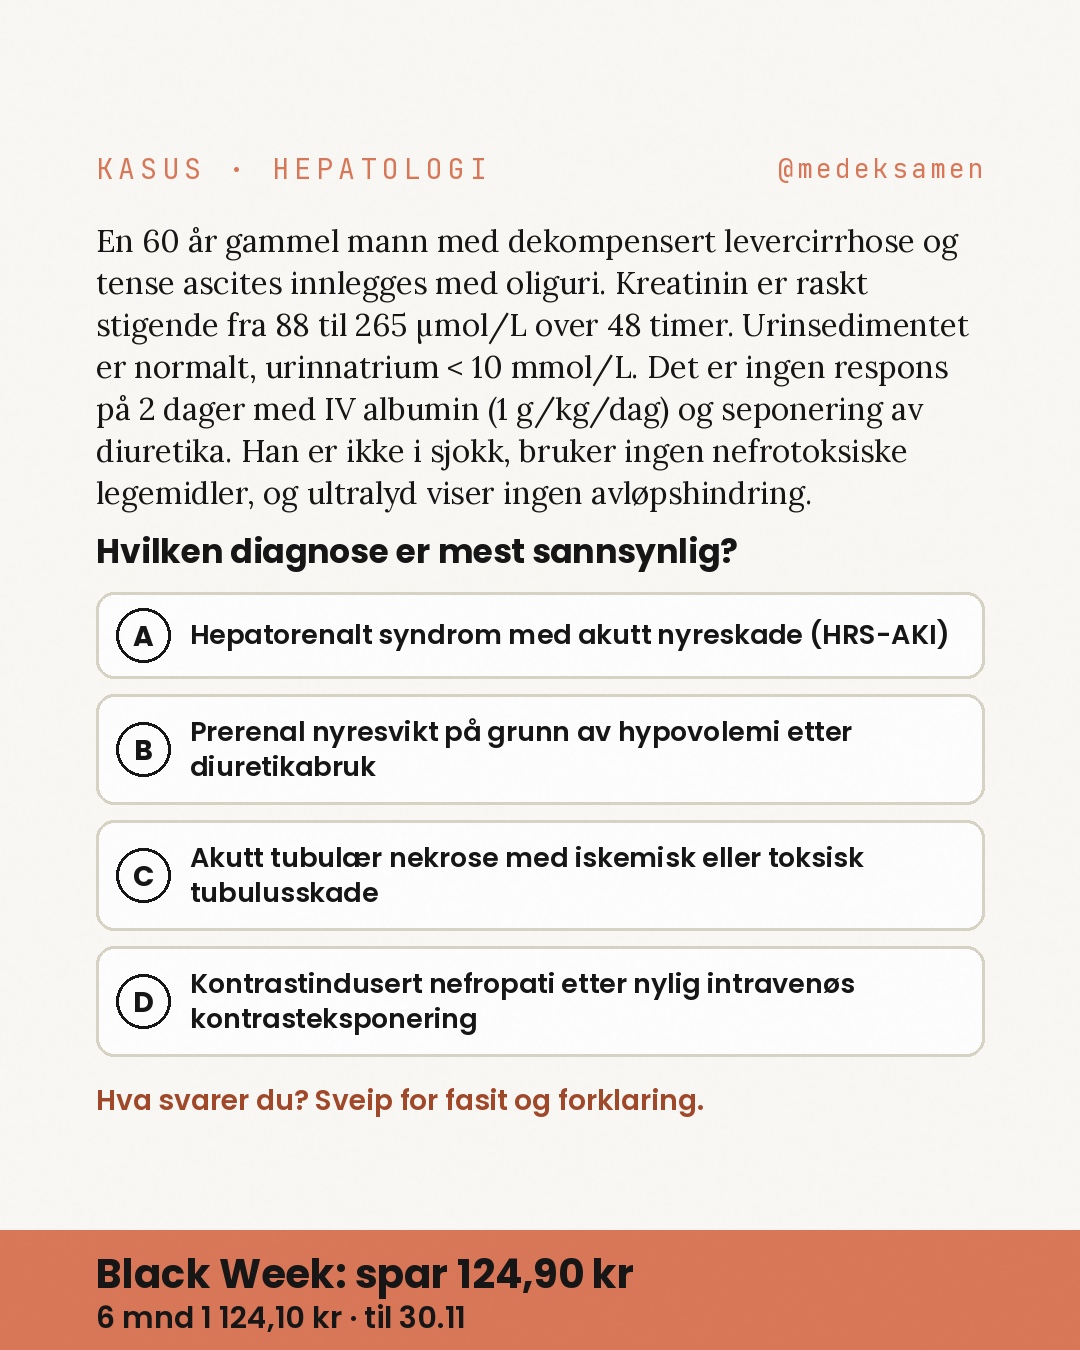 KASUS · HEPATOLOGI
@medeksamen
En 60 år gammel mann med dekompensert levercirrhose og
tense ascites innlegges med oliguri. Kreatinin er raskt
stigende fra 88 til 265 µmol/L over 48 timer. Urinsedimentet
er normalt, urinnatrium < 10 mmol/L. Det er ingen respons
på 2 dager med IV albumin (1 g/kg/dag) og seponering av
diuretika. Han er ikke i sjokk, bruker ingen nefrotoksiske
legemidler, og ultralyd viser ingen avløpshindring.
Hvilken diagnose er mest sannsynlig?
A Hepatorenalt syndrom med akutt nyreskade (HRS-AKI)
B Prerenal nyresvikt på grunn av hypovolemi etter
diuretikabruk
C Akutt tubulær nekrose med iskemisk eller toksisk
tubulusskade
D Kontrastindusert nefropati etter nylig intravenøs
kontrasteksponering
Hva svarer du? Sveip for fasit og forklaring.
Black Week: spar 124,90 kr
6 mnd 1 124,10 kr · til 30.11